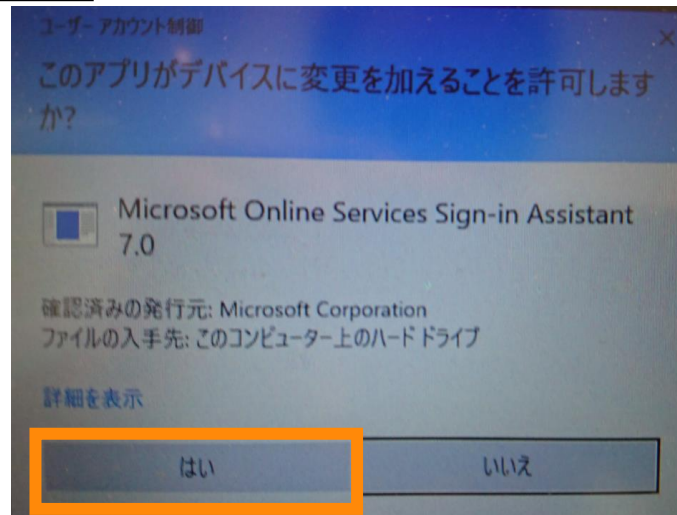 ユーザー アカウント制御
このアプリがデバイスに変更を加えることを許可します
か?
Microsoft Online Services Sign-in Assistant
7.0
確認済みの発行元: Microsoft Corporation
ファイルの入手先: このコンピューター上のハード ドライブ
詳細を表示
はい
いいえ